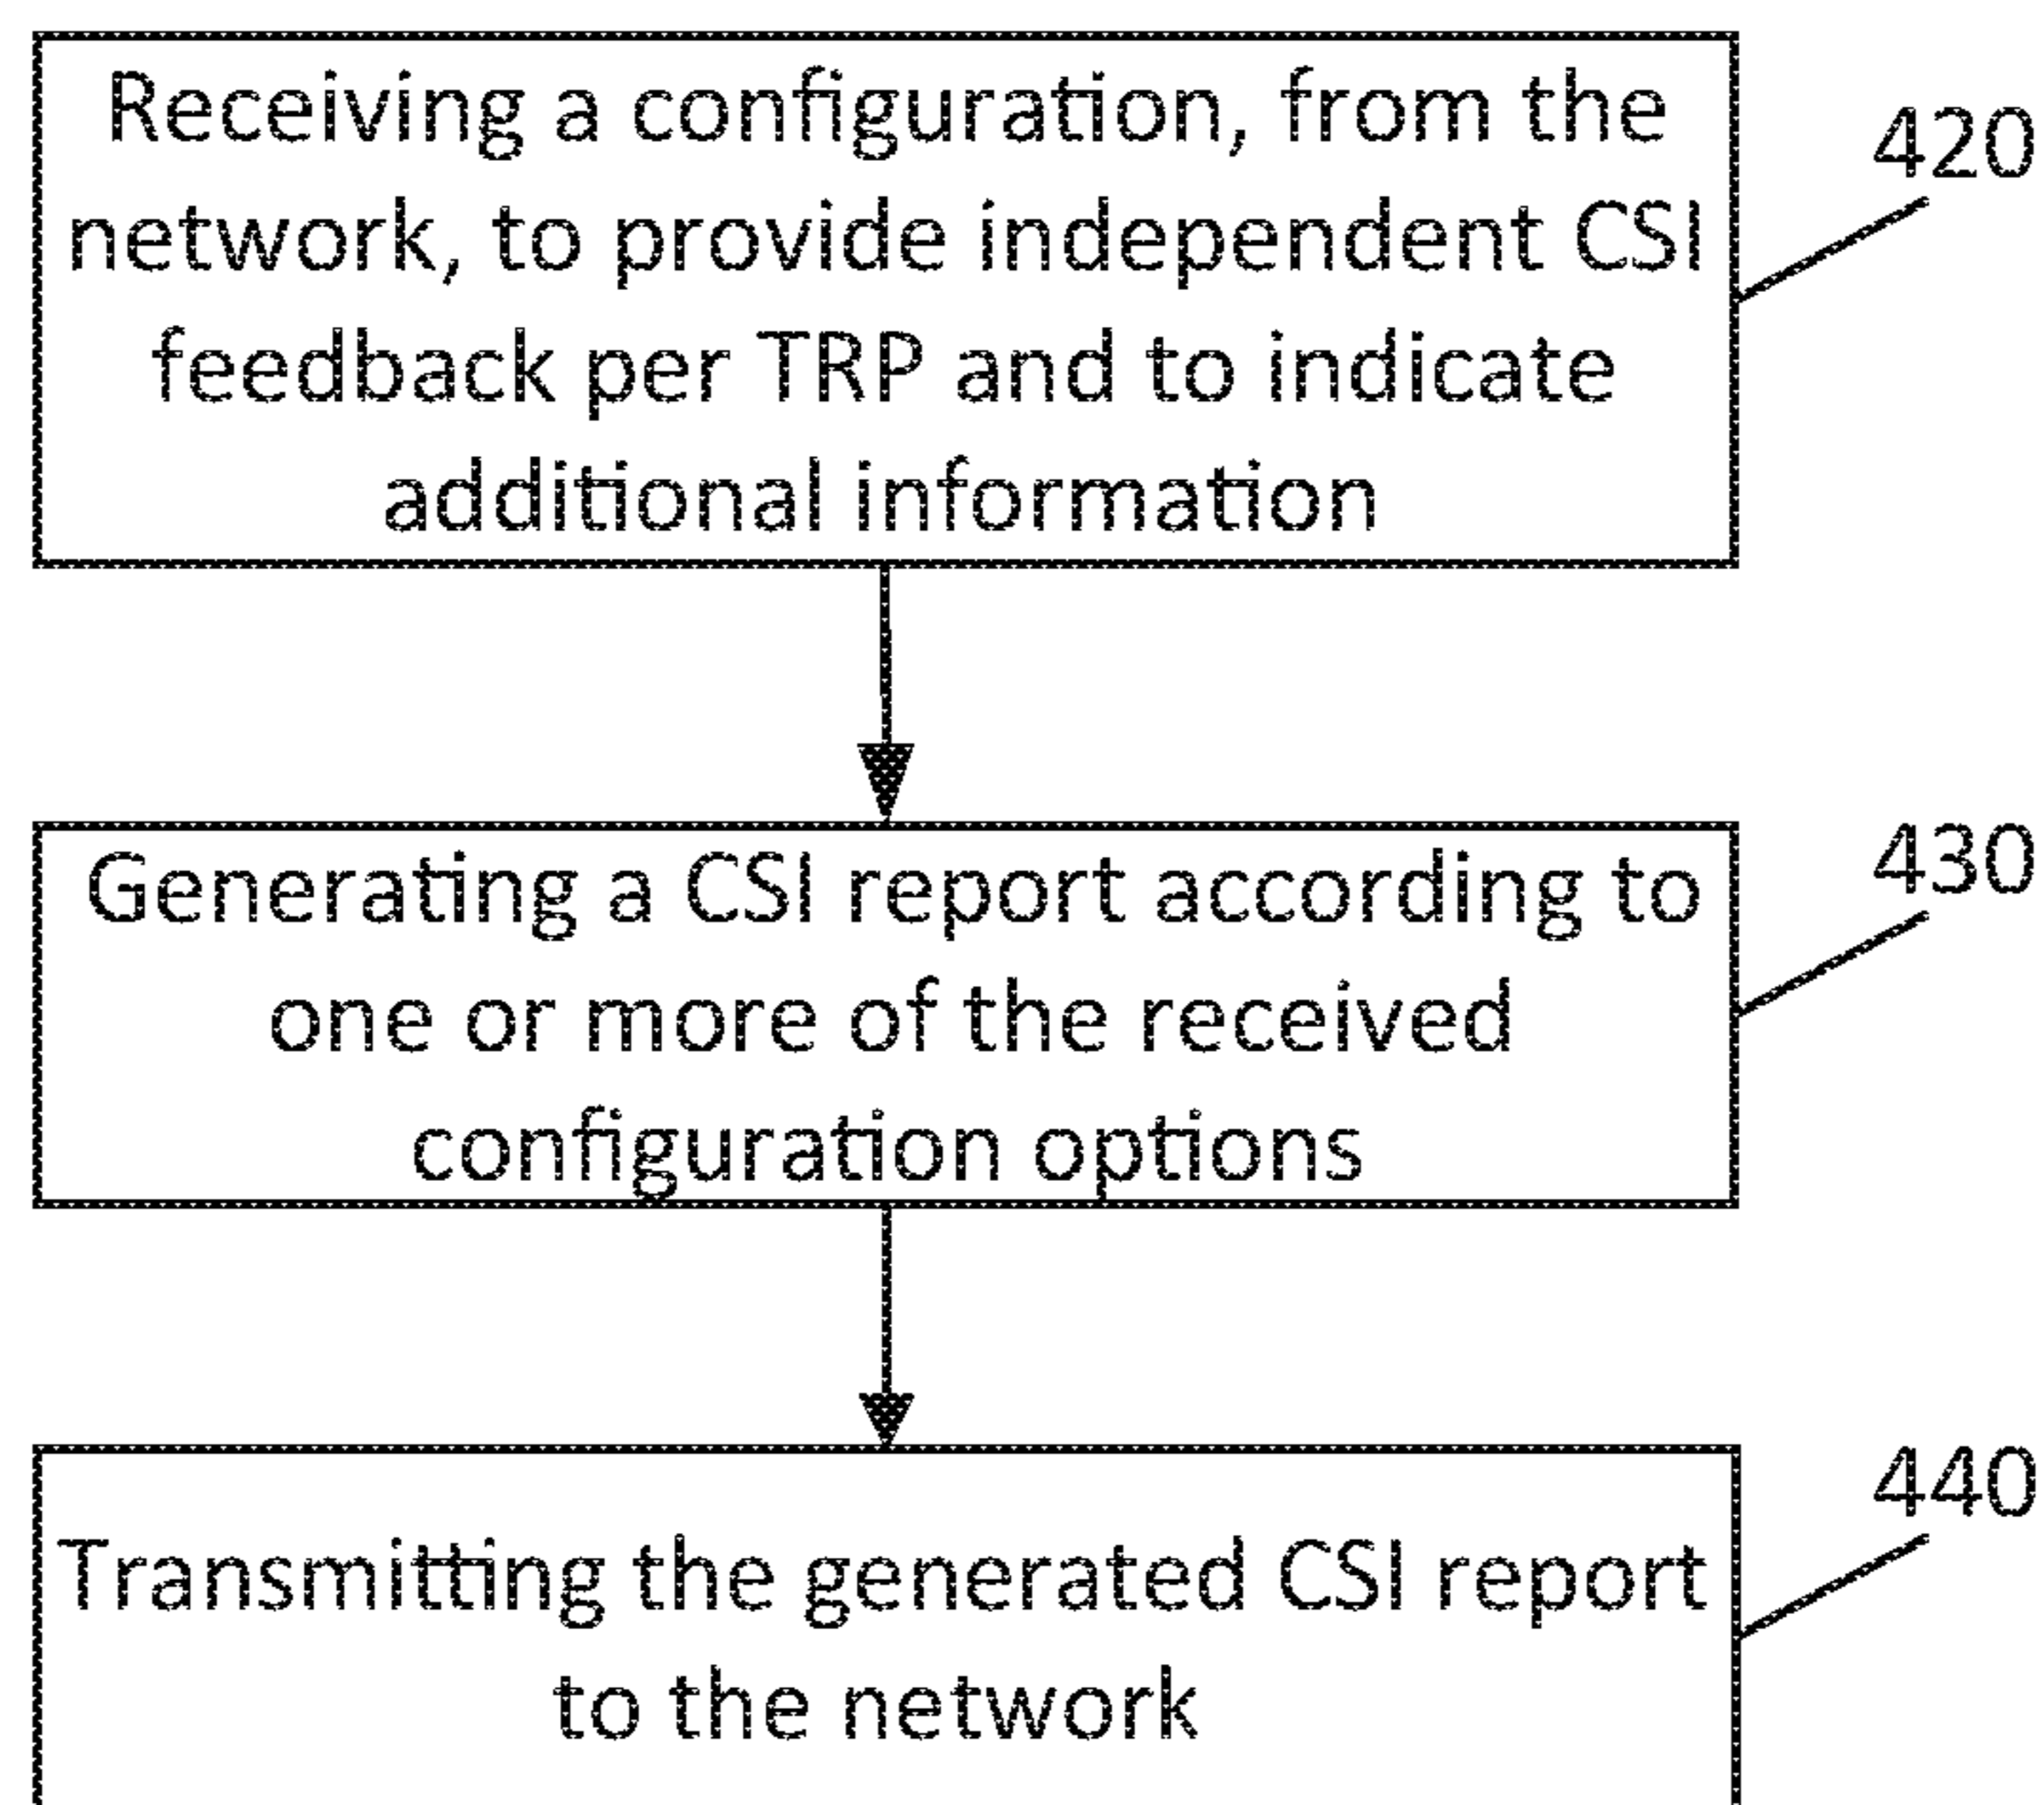 Receiving a configuration, from the
420
network, to provide independent CSI
feedback per TRP and to indicate
additional information
Generating a CSI report according to
430
one or more of the received
configuration options
440
Transmitting the generated CSI report
to the network